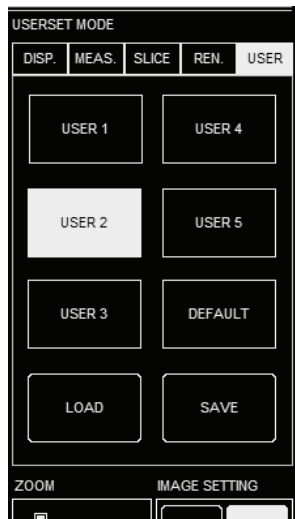 USERSET MODE
DISP. MEAS. SLICE REN. USER
USER 1 USER 4
USER 2 USER 5
USER 3 DEFAULT
LOAD SAVE
ZOOM IMAGE SETTING